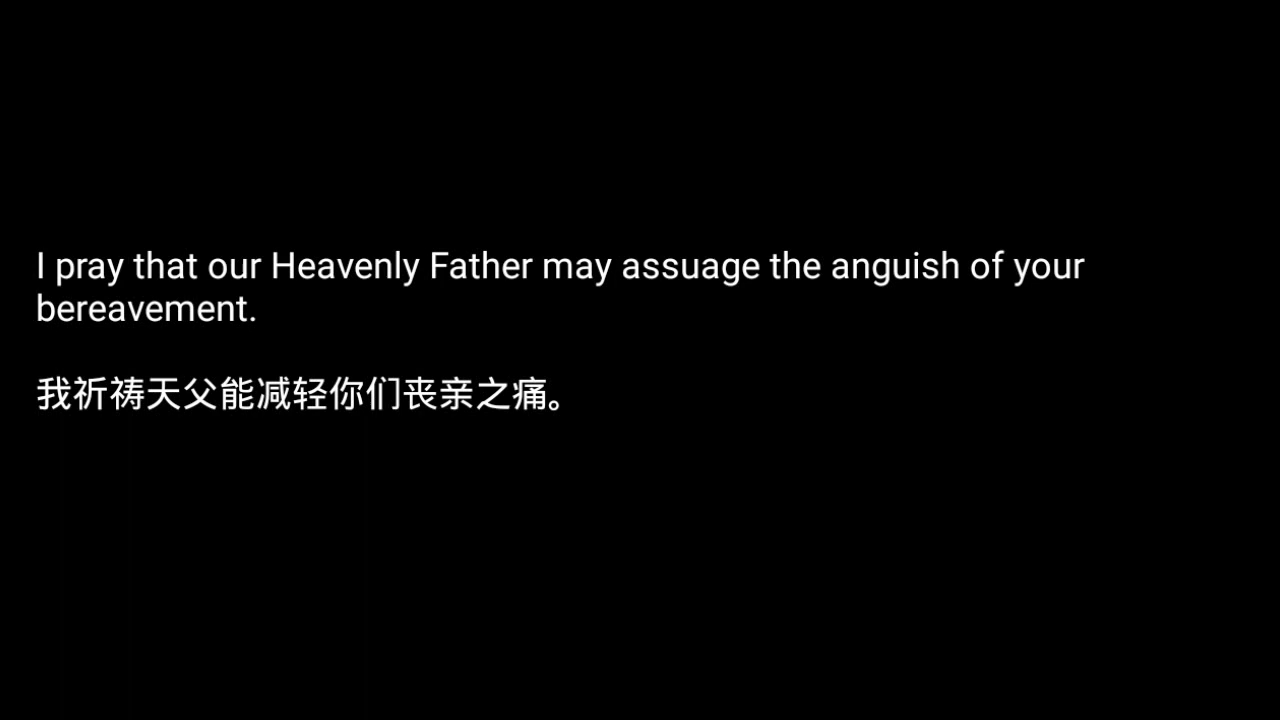 I pray that our Heavenly Father may assuage the anguish of your
bereavement.
我祈祷天父能减轻你们丧亲之痛。